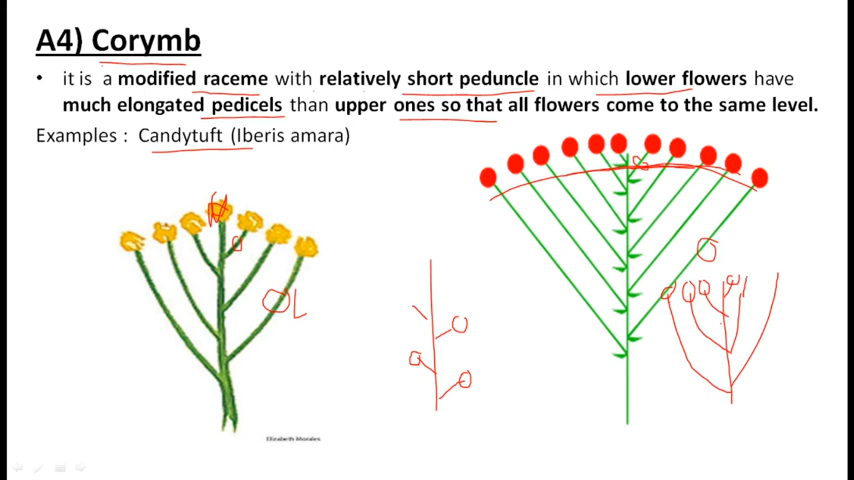 A4) Corymb
• it is a modified raceme with relatively short peduncle in which lower flowers have
much elongated pedicels than upper ones so that all flowers come to the same level.
Examples : Candytuft (Iberis amara)
L
Elizabeth Morales